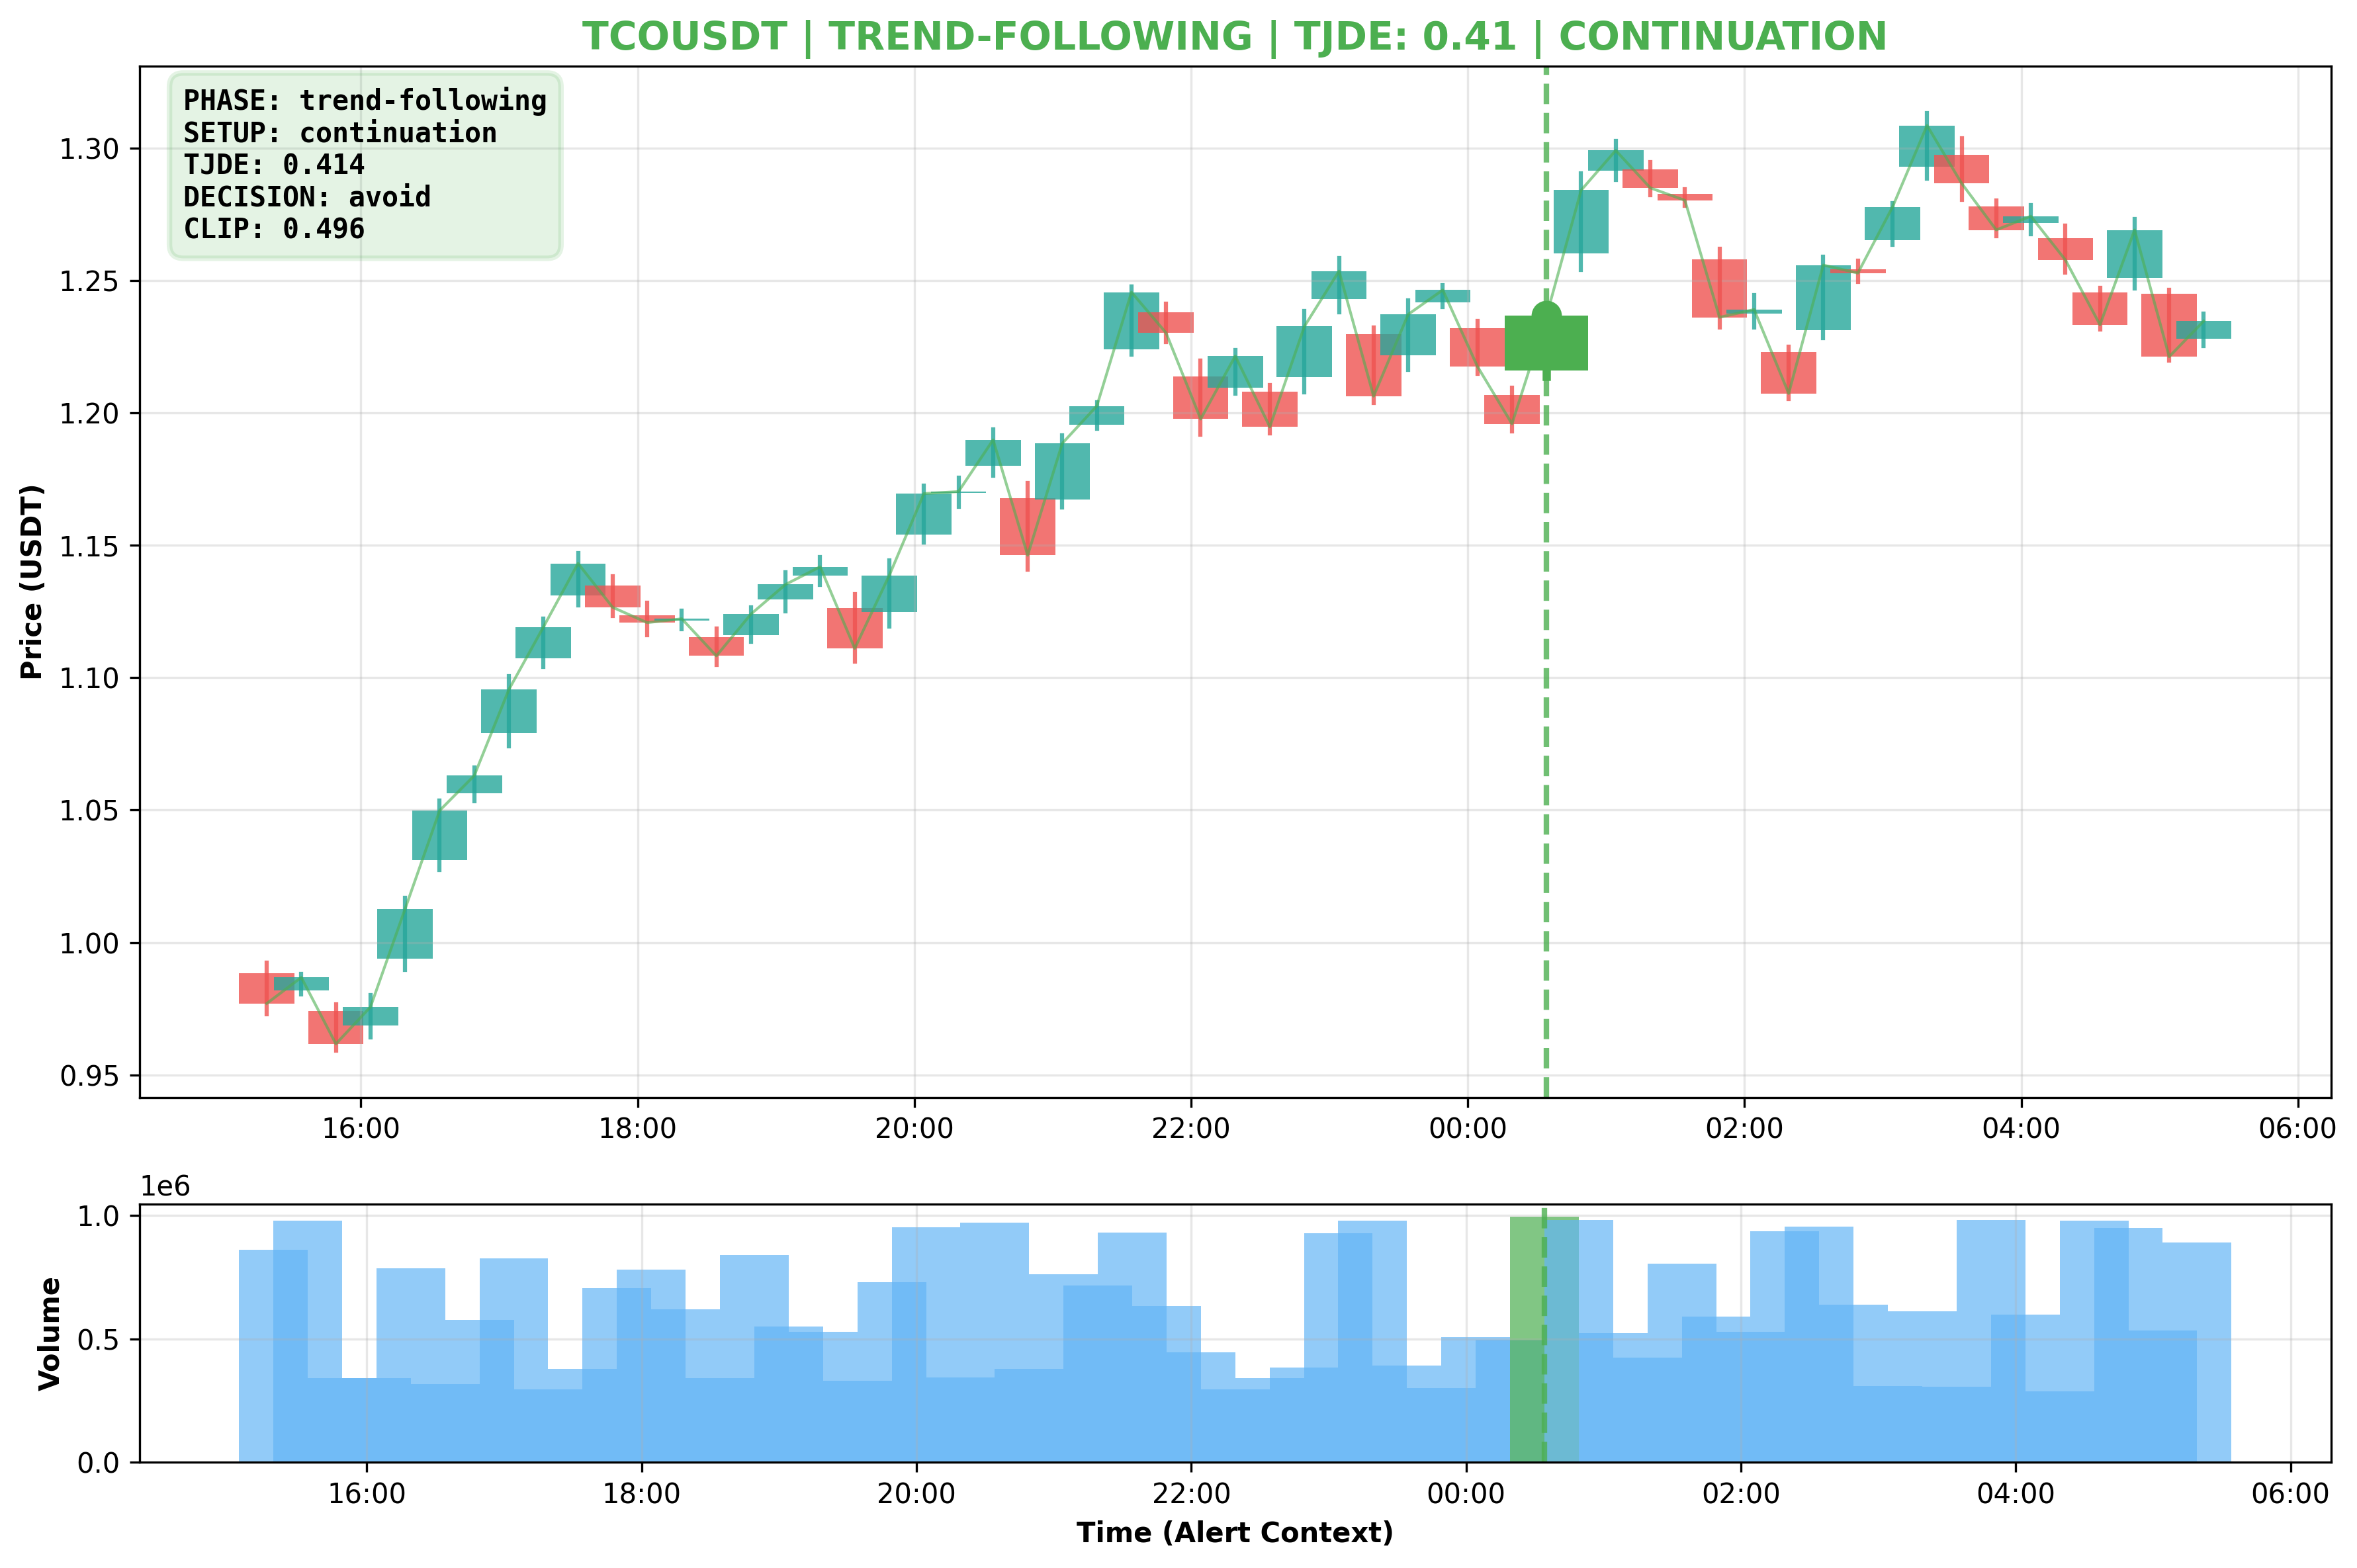 TCOUSDT | TREND-FOLLOWING | TJDE: 0.41 | CONTINUATION
PHASE: trend-following
SETUP: continuation
TJDE: 0.414
DECISION: avoid
CLIP: 0.496
Price (USDT)
1.30
1.25
1.20
1.15
1.10
1.05
1.00
0.95
16:00 18:00 20:00 22:00 00:00 02:00 04:00 06:00
1e6
Volume
1.0
0.5
0.0
16:00 18:00 20:00 22:00 00:00 02:00 04:00 06:00
Time (Alert Context)